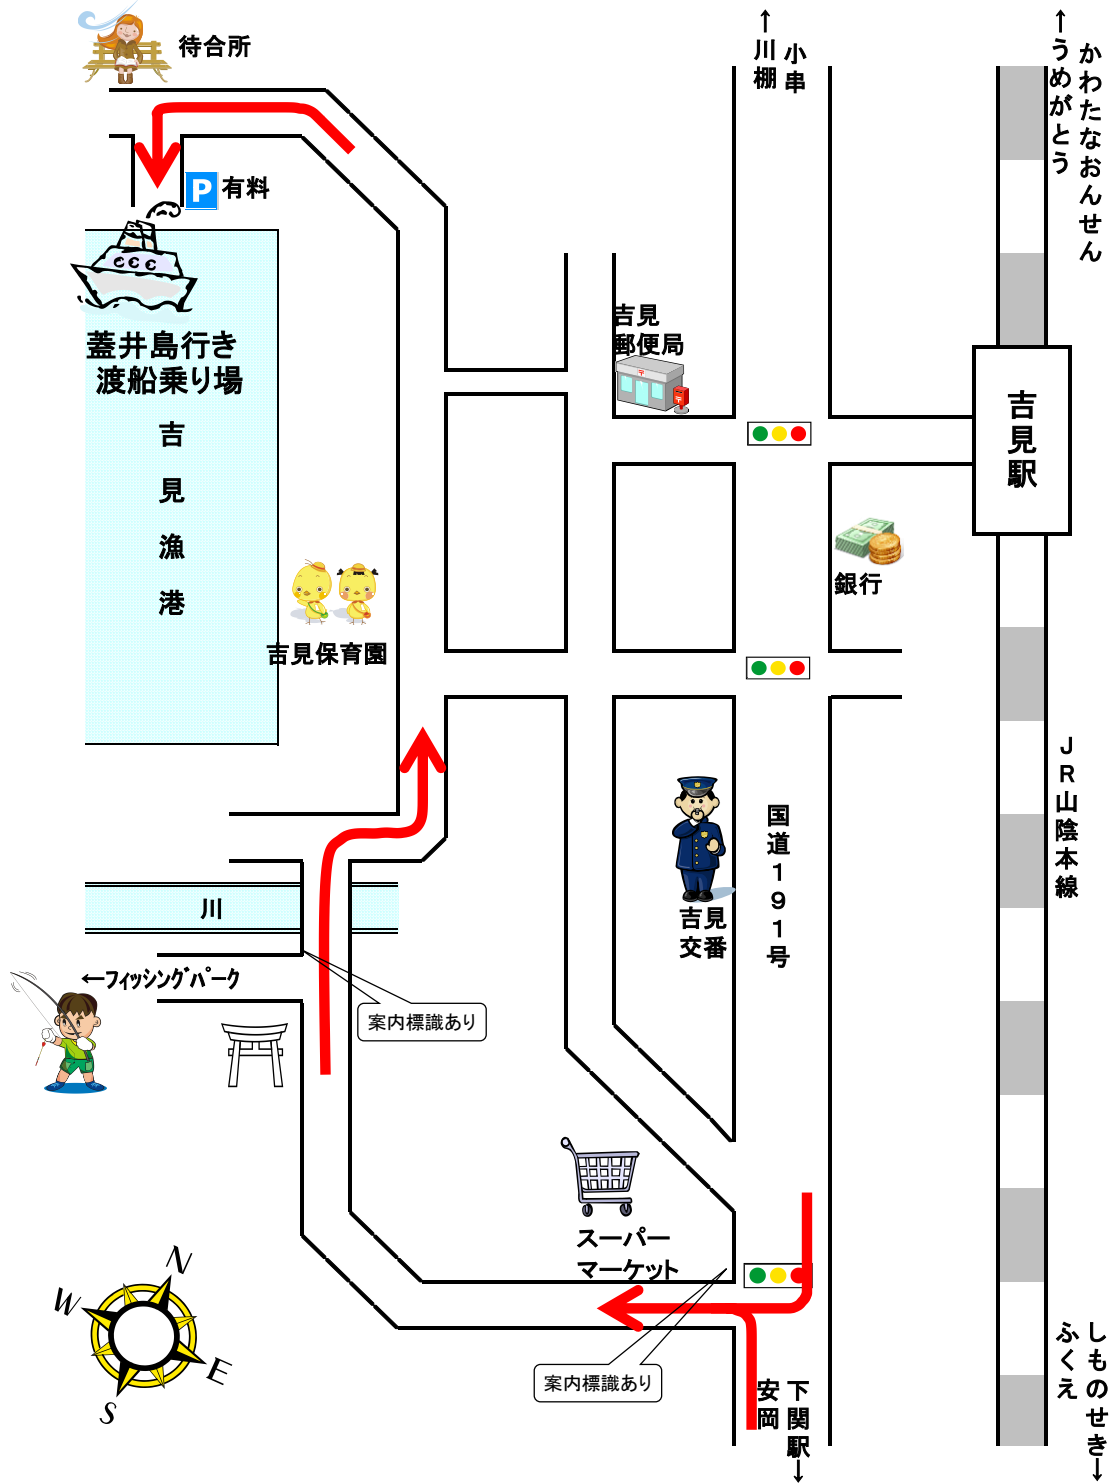 待合所
↑川棚
小串
↑うめがとう
かわたなおんせん
P 有料
吉見
郵便局
蓋井島行き
渡船乗り場
吉見漁港
吉見駅
銀行
吉見保育園
JR山陰本線
国道191号
吉見
交番
川
←フィッシングパーク
案内標識あり
スーパー
マーケット
案内標識あり
N
W
E
S
安岡
下関駅↓
ふくえ
しものせき↓